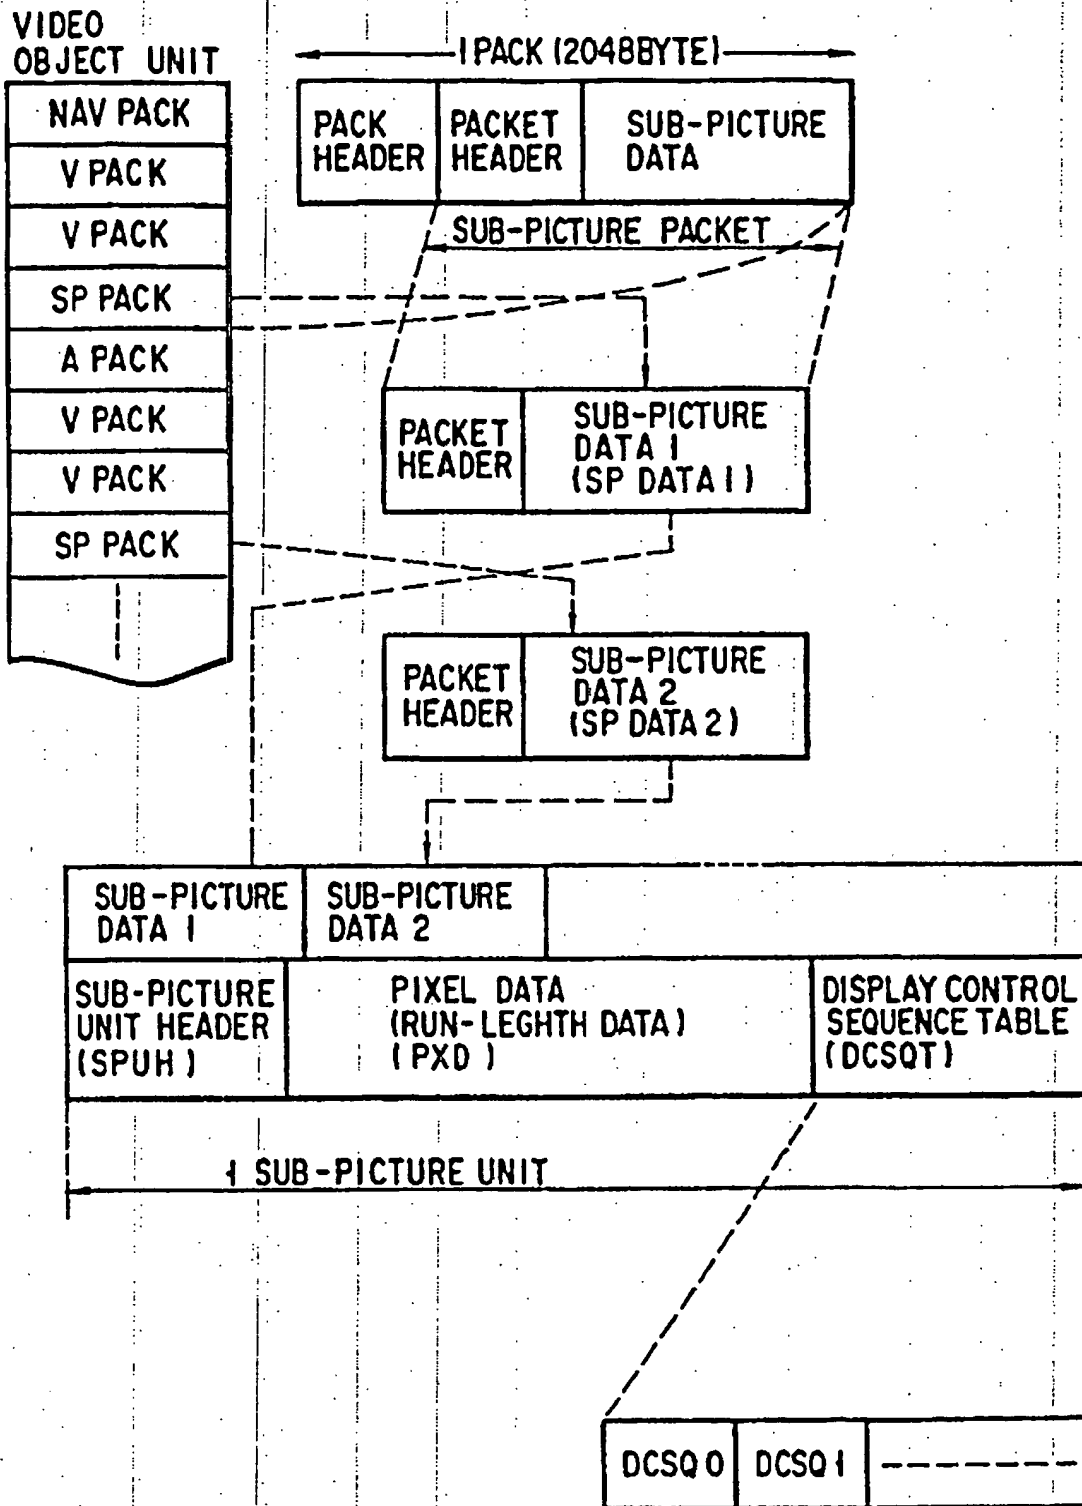 VIDEO
OBJECT UNIT
NAV PACK
V PACK
V PACK
SP PACK
A PACK
V PACK
V PACK
SP PACK
1 PACK (2048BYTE)
PACK
HEADER
PACKET
HEADER
SUB-PICTURE
DATA
SUB-PICTURE PACKET
PACKET
HEADER
SUB-PICTURE
DATA 1
(SP DATA 1)
PACKET
HEADER
SUB-PICTURE
DATA 2
(SP DATA 2)
SUB-PICTURE
DATA 1
SUB-PICTURE
DATA 2
SUB-PICTURE
UNIT HEADER
(SPUH)
PIXEL DATA
(RUN-LEGHTH DATA)
(PXD)
DISPLAY CONTROL
SEQUENCE TABLE
(DCSQT)
1 SUB-PICTURE UNIT
DCSQ 0
DCSQ 1